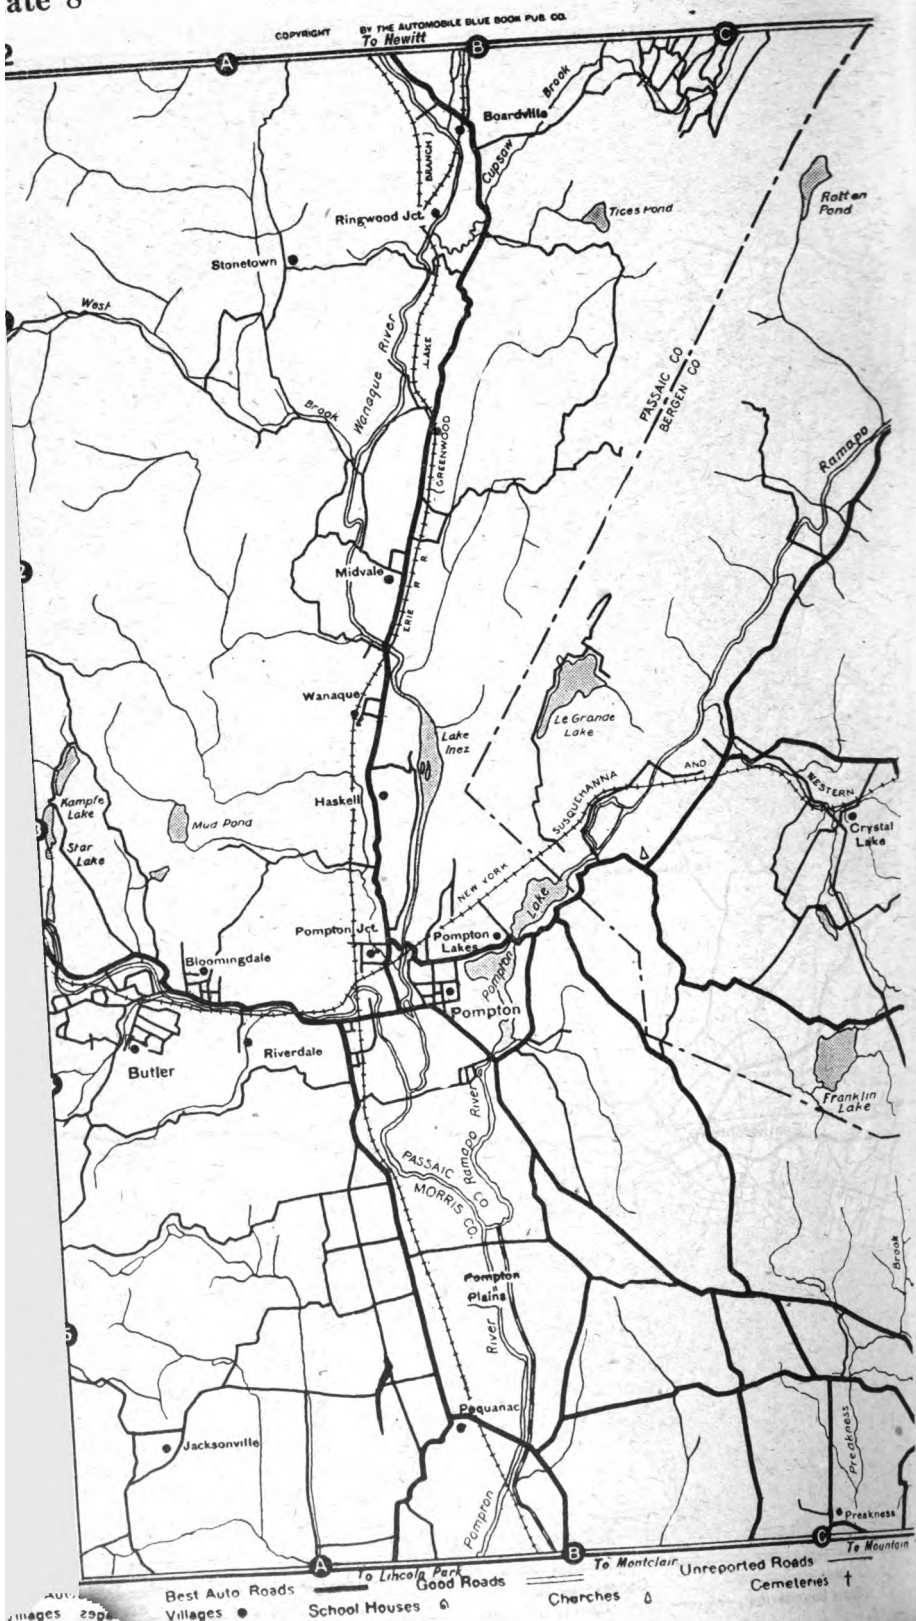 ate 8
COPYRIGHT BY THE AUTOMOBILE BLUE BOOK PUB. CO.
To Hewitt
A
B
C
Boardville
Cupsaw Brook
BRANCH)
Ringwood Jct.
Tices Pond
Rotten
Pond
Stonetown
West
Brook
Wanaque River
LAKE
PASSAIC CO
BERGEN CO
(GREENWOOD
Ramapo
2
Midvale
ERIE R R
Wanaque
Le Grande
Lake
Lake
Inez
NEW YORK SUSQUEHANNA AND WESTERN
Haskell
Kampfe
Lake
Mud Pond
Star
Lake
3
Crystal
Lake
Lake
Pompton Jct.
Pompton
Lakes
Bloomingdale
Pompton
Pompton
Riverdale
Butler
Franklin
Lake
Ramapo River
PASSAIC CO
MORRIS CO.
Brook
Pompton
Plains
River
5
Pequanac
Jacksonville
Preakness
Pompton
Preakness
A
B
C
To Lincoln Park
To Montclair
To Mountain
Best Auto Roads
Good Roads
Unreported Roads
Villages
School Houses
Churches
Cemeteries